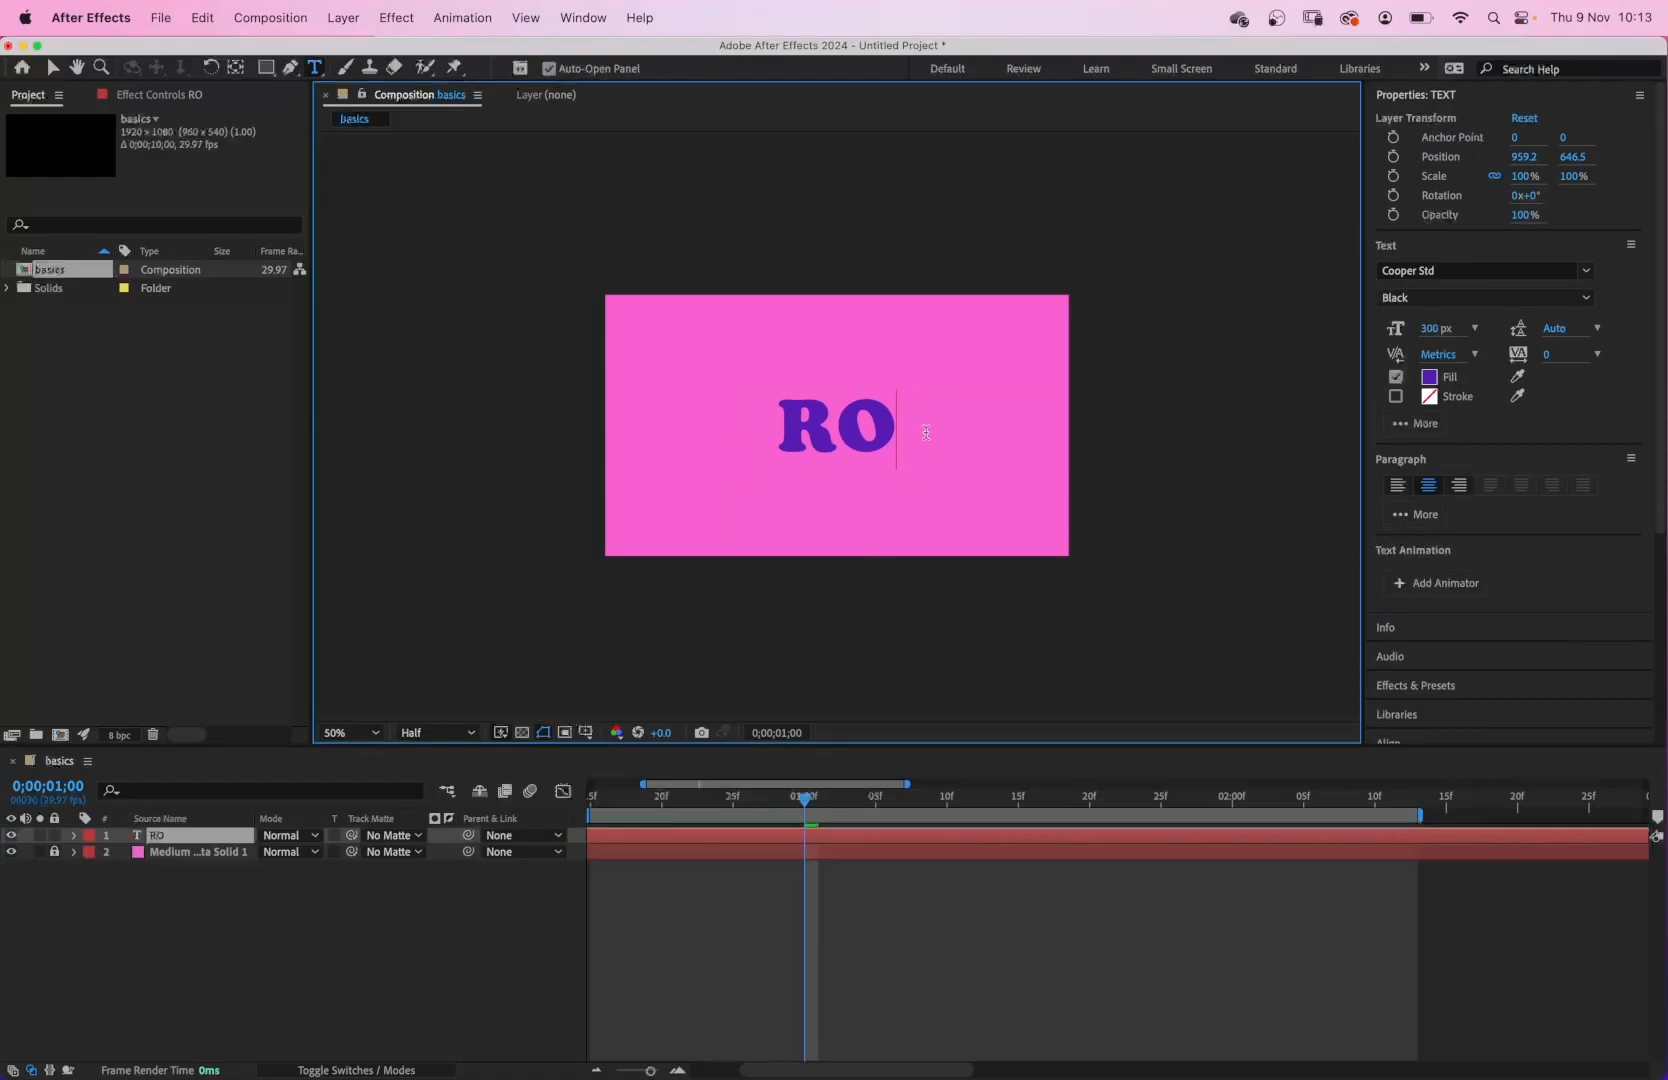 After Effects File Edit Composition Layer Effect Animation View Window Help Thu 9 Nov 10:13
Adobe After Effects 2024 - Untitled Project *
Auto-Open Panel Default Review Learn Small Screen Standard Libraries Search Help
Project Effect Controls RO
Composition basics Layer (none)
basics
basics
1920 x 1080 (960 x 540) (1.00)
Δ 0;00;10;00, 29.97 fps
Name Type Size Frame Ra...
basics Composition 29.97
Solids Folder
RO
Properties: TEXT
Layer Transform Reset
Anchor Point 0 0
Position 959.2 646.5
Scale 100% 100%
Rotation 0x+0°
Opacity 100%
Text
Cooper Std
Black
300 px Auto
Metrics 0
Fill
Stroke
More
Paragraph
More
Text Animation
Add Animator
Info
Audio
Effects & Presets
Libraries
Align
8 bpc
50% Half +0.0 0;00;01;00
basics
0;00;01;00
00030 (29.97 fps)
# Source Name Mode T Track Matte Parent & Link
1 T RO Normal No Matte None
2 Medium ...ta Solid 1 Normal No Matte None
5f 20f 25f 01:00f 05f 10f 15f 20f 25f 02:00f 05f 10f 15f 20f 25f
Frame Render Time 0ms Toggle Switches / Modes